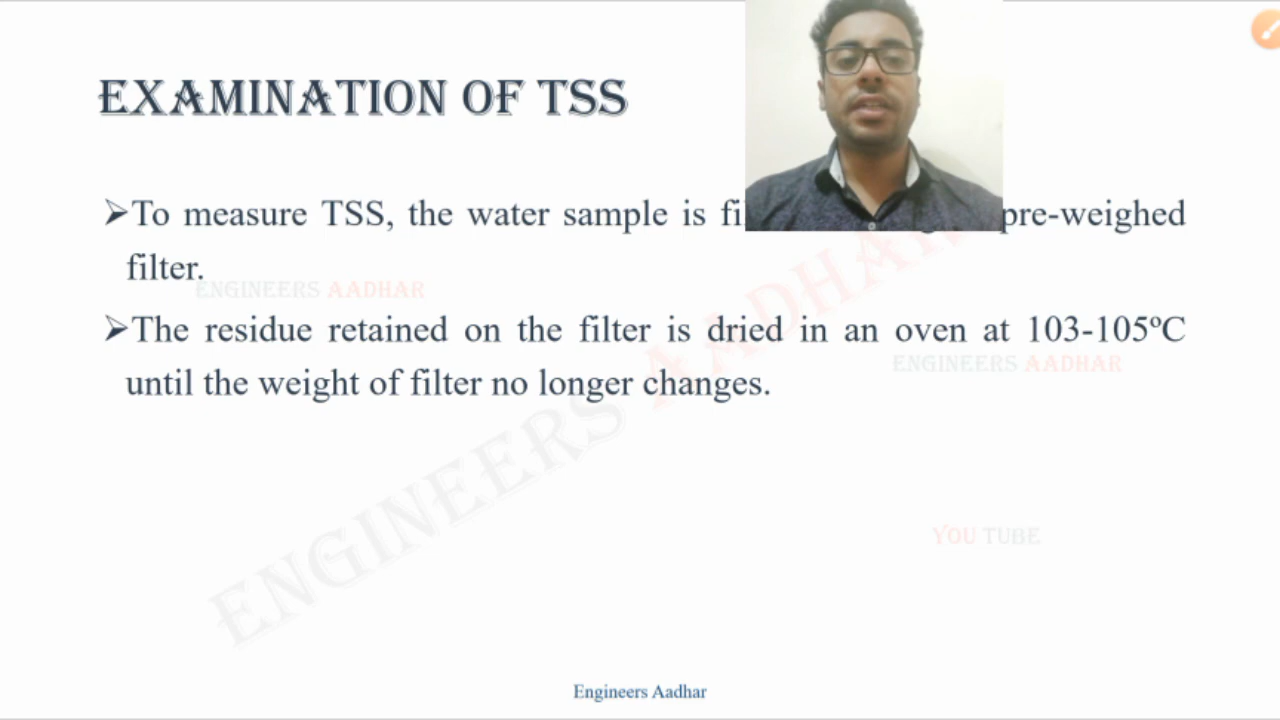 EXAMINATION OF TSS
➢To measure TSS, the water sample is pre-weighed
filter.
ENGINEERS AADHAR
➢The residue retained on the filter is dried in an oven at 103-105ºC
ENGINEERS AADHAR
until the weight of filter no longer changes.
ENGINEERS AADHAR
YOU TUBE
Engineers Aadhar